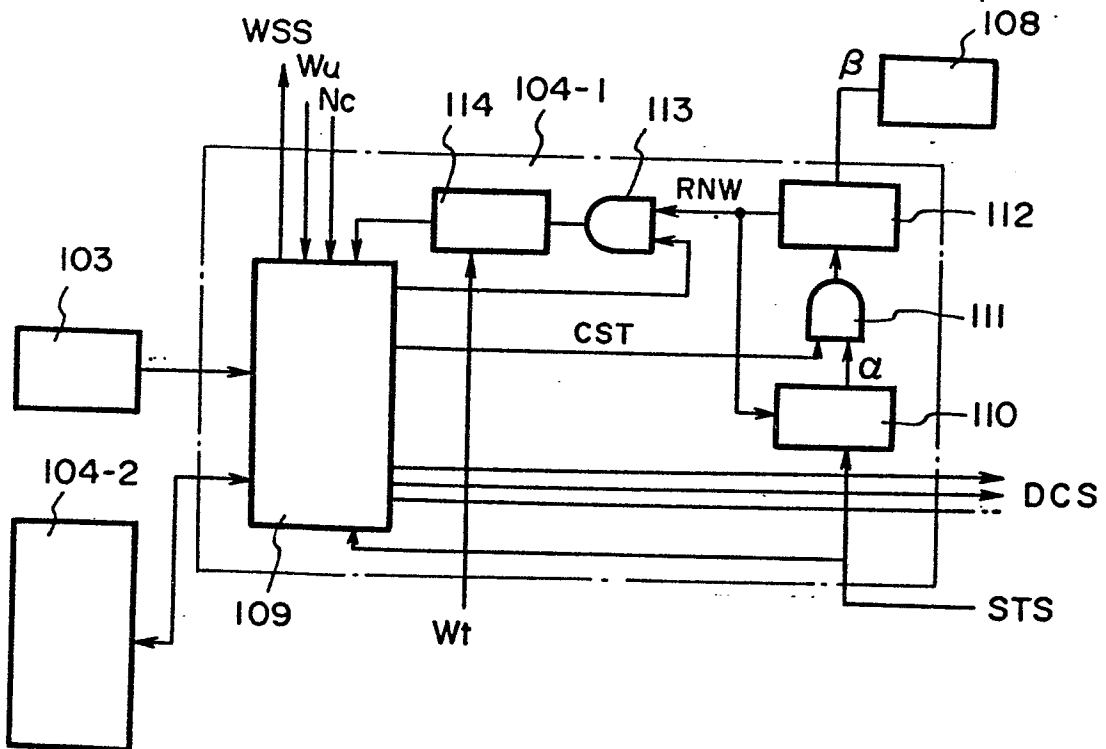 WSS
Wu
Nc
114
104-1
113
β
108
RNW
112
103
CST
111
α
110
104-2
DCS
109
Wt
STS